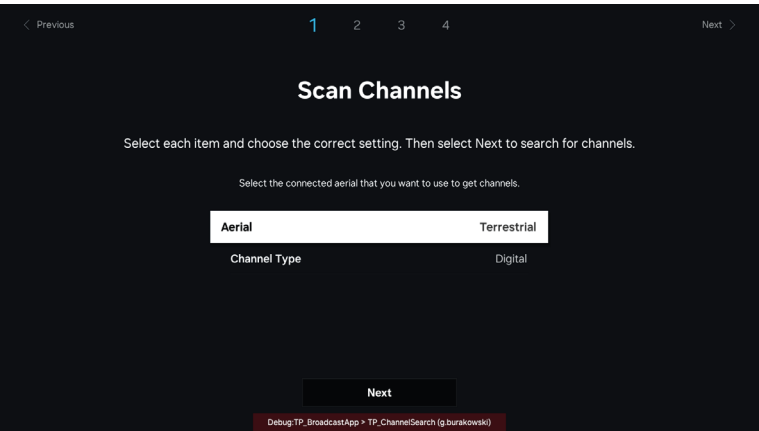 Previous 1 2 3 4 Next
Scan Channels
Select each item and choose the correct setting. Then select Next to search for channels.
Select the connected aerial that you want to use to get channels.
Aerial Terrestrial
Channel Type Digital
Next
Debug:TP_BroadcastApp > TP_ChannelSearch (g.burakowski)